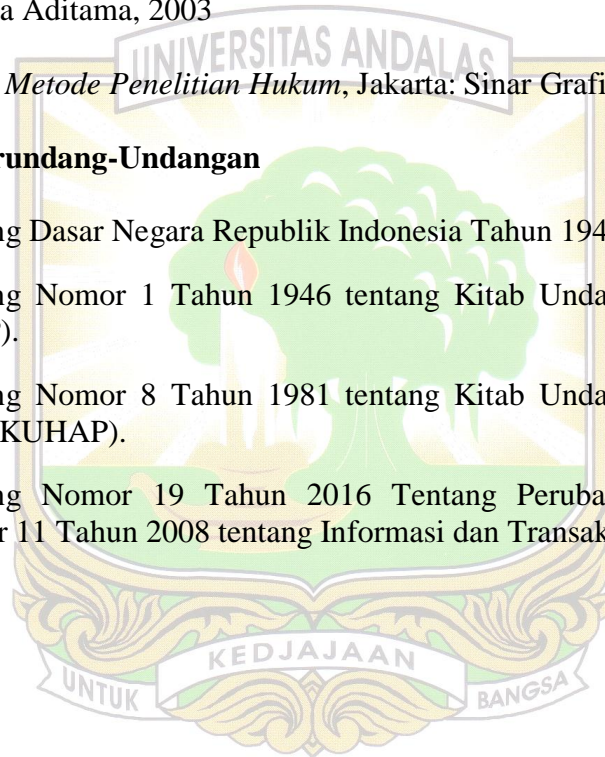 a Aditama, 2003
UNIVERSITAS ANDALAS
Metode Penelitian Hukum, Jakarta: Sinar Grafi
rundang-Undangan
ng Dasar Negara Republik Indonesia Tahun 194
ng Nomor 1 Tahun 1946 tentang Kitab Unda
).
ng Nomor 8 Tahun 1981 tentang Kitab Unda
KUHAP).
ng Nomor 19 Tahun 2016 Tentang Peruba
r 11 Tahun 2008 tentang Informasi dan Transak
KEDJAJAAN
UNTUK
BANGSA